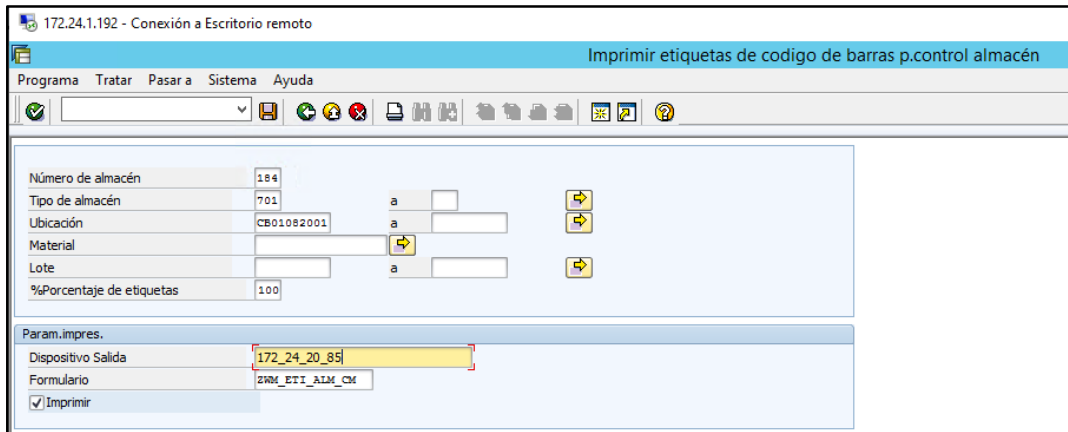 172.24.1.192 - Conexión a Escritorio remoto
Imprimir etiquetas de codigo de barras p.control almacén
Programa Tratar Pasar a Sistema Ayuda
Número de almacén 184
Tipo de almacén 701 a
Ubicación CB01082001 a
Material
Lote a
%Porcentaje de etiquetas 100
Param.impres.
Dispositivo Salida 172_24_20_85
Formulario ZWM_ETI_ALM_CM
Imprimir